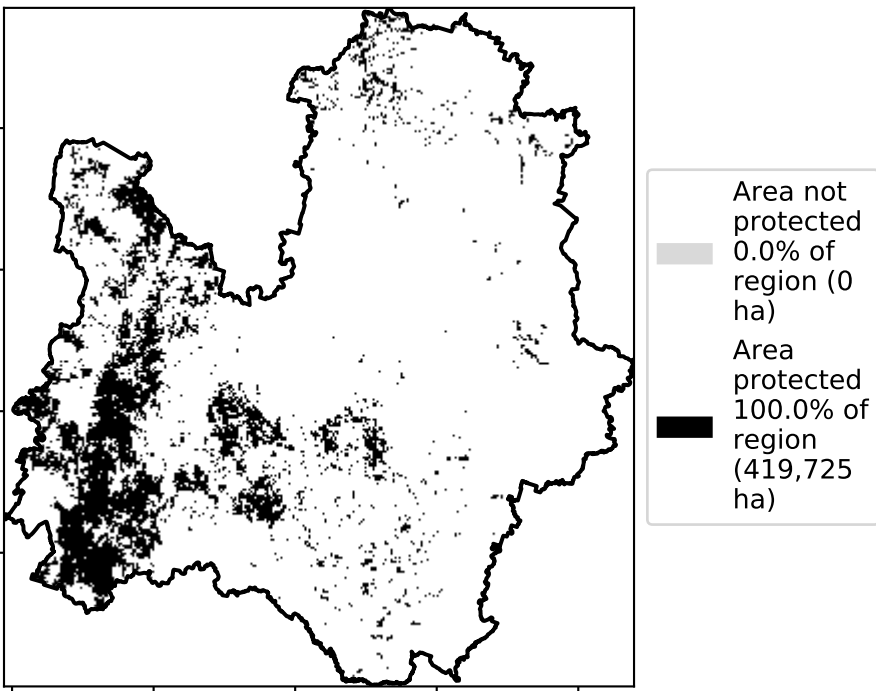 Area not
protected
0.0% of
region (0
ha)
Area
protected
100.0% of
region
(419,725
ha)